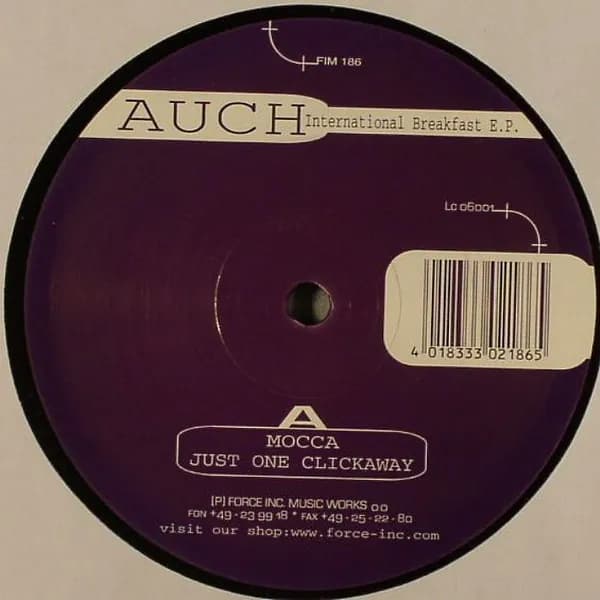 FIM 186
AUCH International Breakfast E.P.
LC 06001
4 018333 021865
A
MOCCA
JUST ONE CLICKAWAY
[P] FORCE INC. MUSIC WORKS 00
FON +49 - 23 99 18 * FAX +49 - 25 - 22 - 80
visit our shop:www.force-inc.com